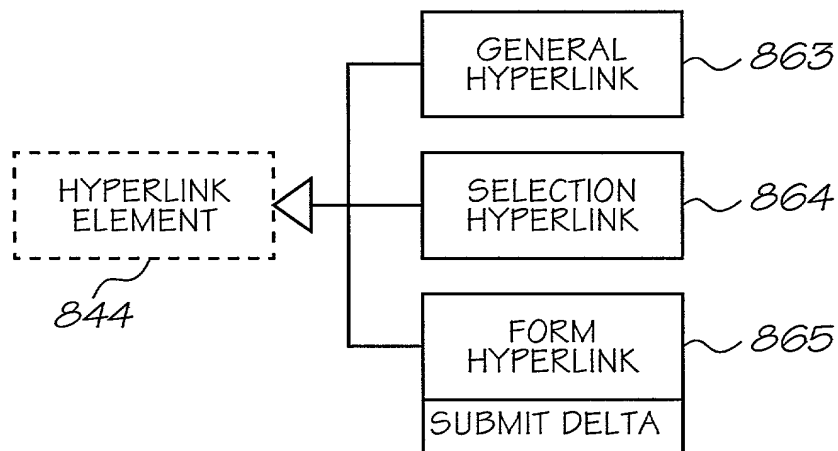 GENERAL
HYPERLINK
863
HYPERLINK
ELEMENT
844
SELECTION
HYPERLINK
864
FORM
HYPERLINK
865
SUBMIT DELTA